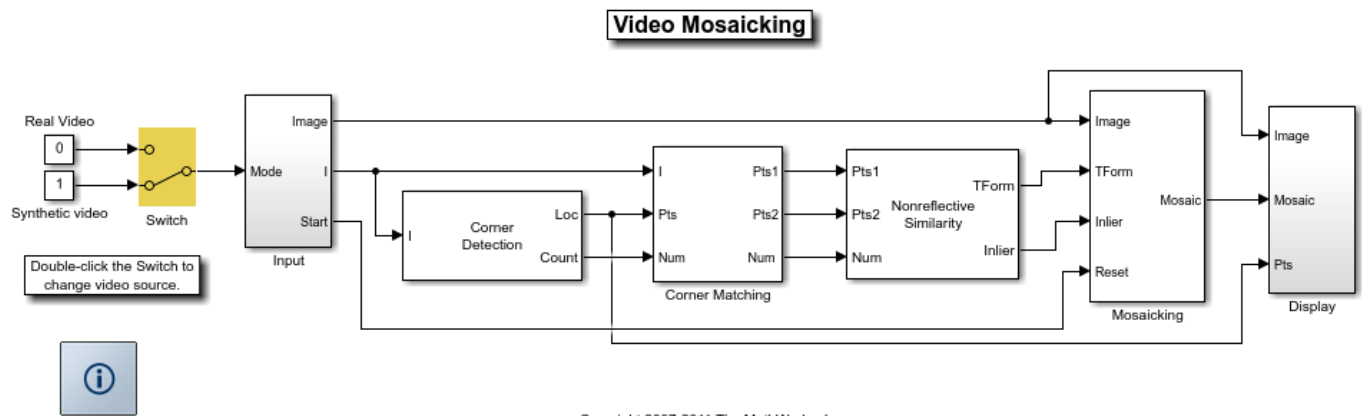 Video Mosaicking
Real Video
0
1
Synthetic video
Switch
Double-click the Switch to
change video source.
Mode
Image
I
Start
Input
I
Corner
Detection
Loc
Count
I
Pts
Num
Pts1
Pts2
Num
Corner Matching
Pts1
Pts2
Num
Nonreflective
Similarity
TForm
Inlier
Image
TForm
Inlier
Reset
Mosaic
Mosaicking
Image
Mosaic
Pts
Display
i